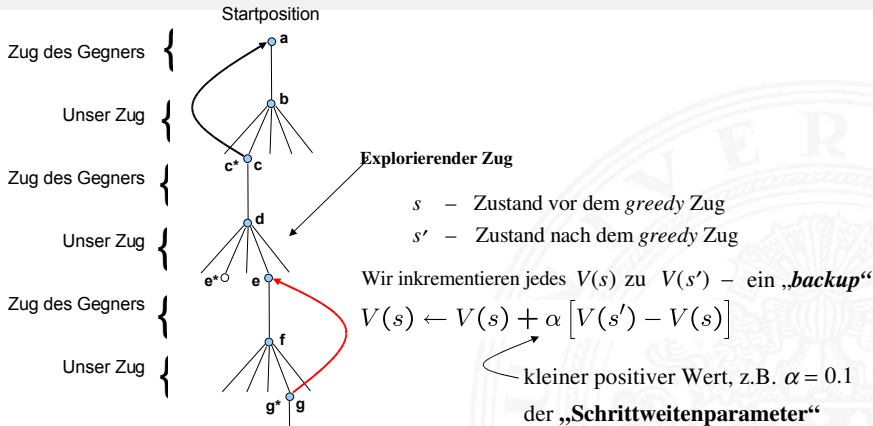 Startposition
a
Zug des Gegners {
b
Unser Zug {
c* c
Explorierender Zug
Zug des Gegners {
s – Zustand vor dem greedy Zug
d
Unser Zug {
s′ – Zustand nach dem greedy Zug
e* e
Wir inkrementieren jedes V(s) zu V(s′) – ein „backup“
Zug des Gegners {
V(s) ← V(s) + α [V(s′) − V(s)]
f
Unser Zug {
kleiner positiver Wert, z.B. α = 0.1
g* g
der „Schrittweitenparameter“
V E R